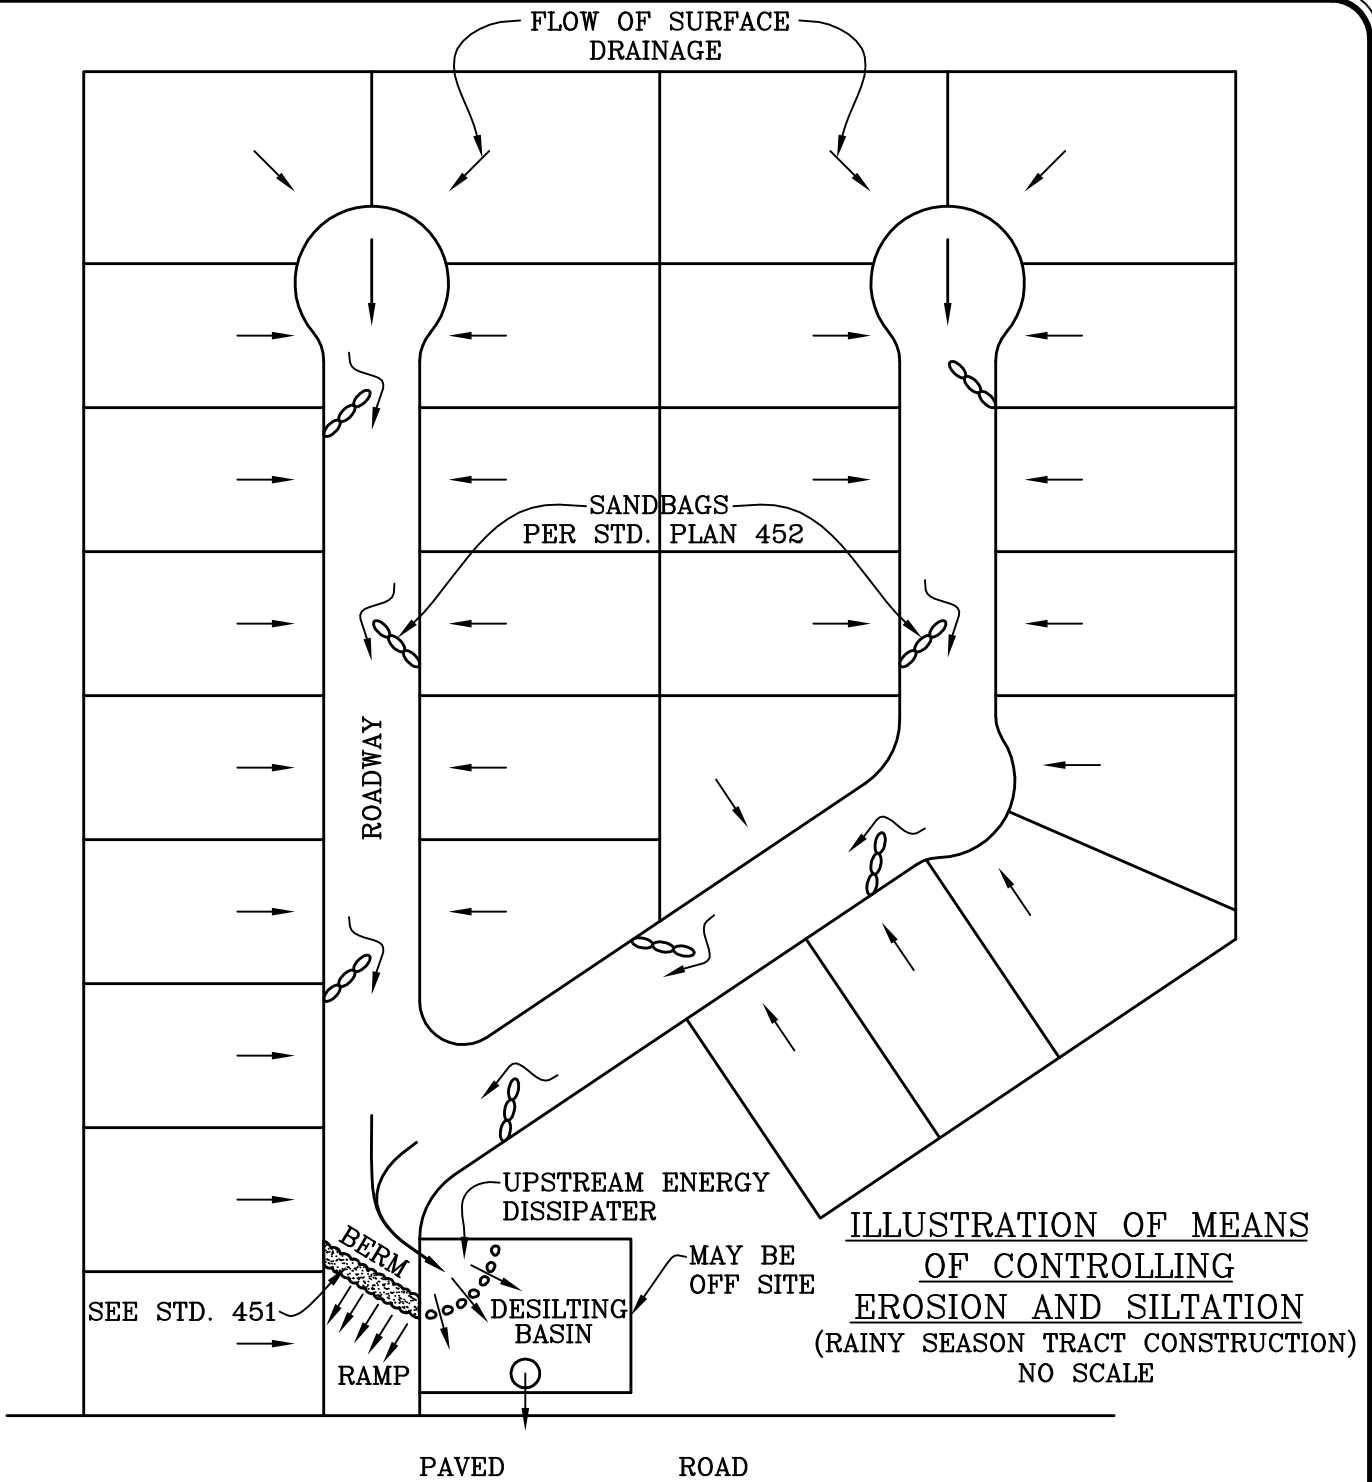 FLOW OF SURFACE
DRAINAGE
SANDBAGS
PER STD. PLAN 452
ROADWAY
UPSTREAM ENERGY
DISSIPATER
BERM
MAY BE
OFF SITE
SEE STD. 451
DESILTING
BASIN
RAMP
ILLUSTRATION OF MEANS
OF CONTROLLING
EROSION AND SILTATION
(RAINY SEASON TRACT CONSTRUCTION)
NO SCALE
PAVED ROAD